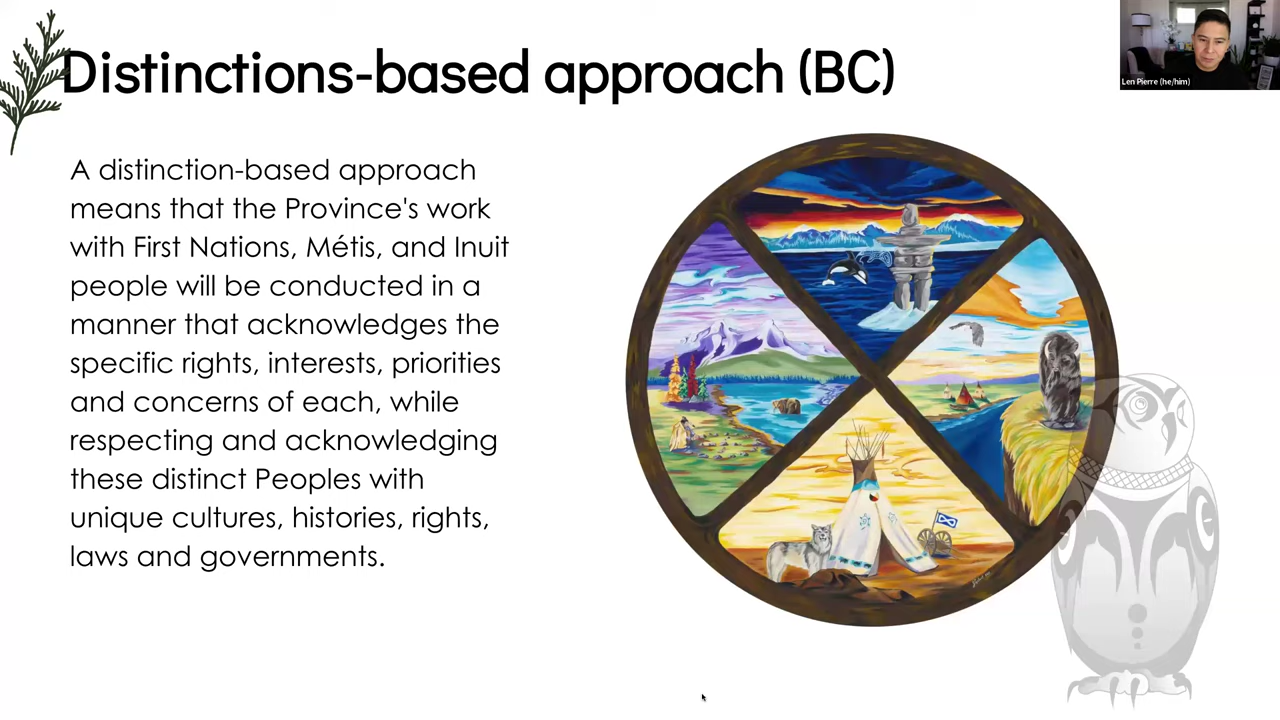 Distinctions-based approach (BC)
Len Pierre (he/him)
A distinction-based approach
means that the Province's work
with First Nations, Métis, and Inuit
people will be conducted in a
manner that acknowledges the
specific rights, interests, priorities
and concerns of each, while
respecting and acknowledging
these distinct Peoples with
unique cultures, histories, rights,
laws and governments.